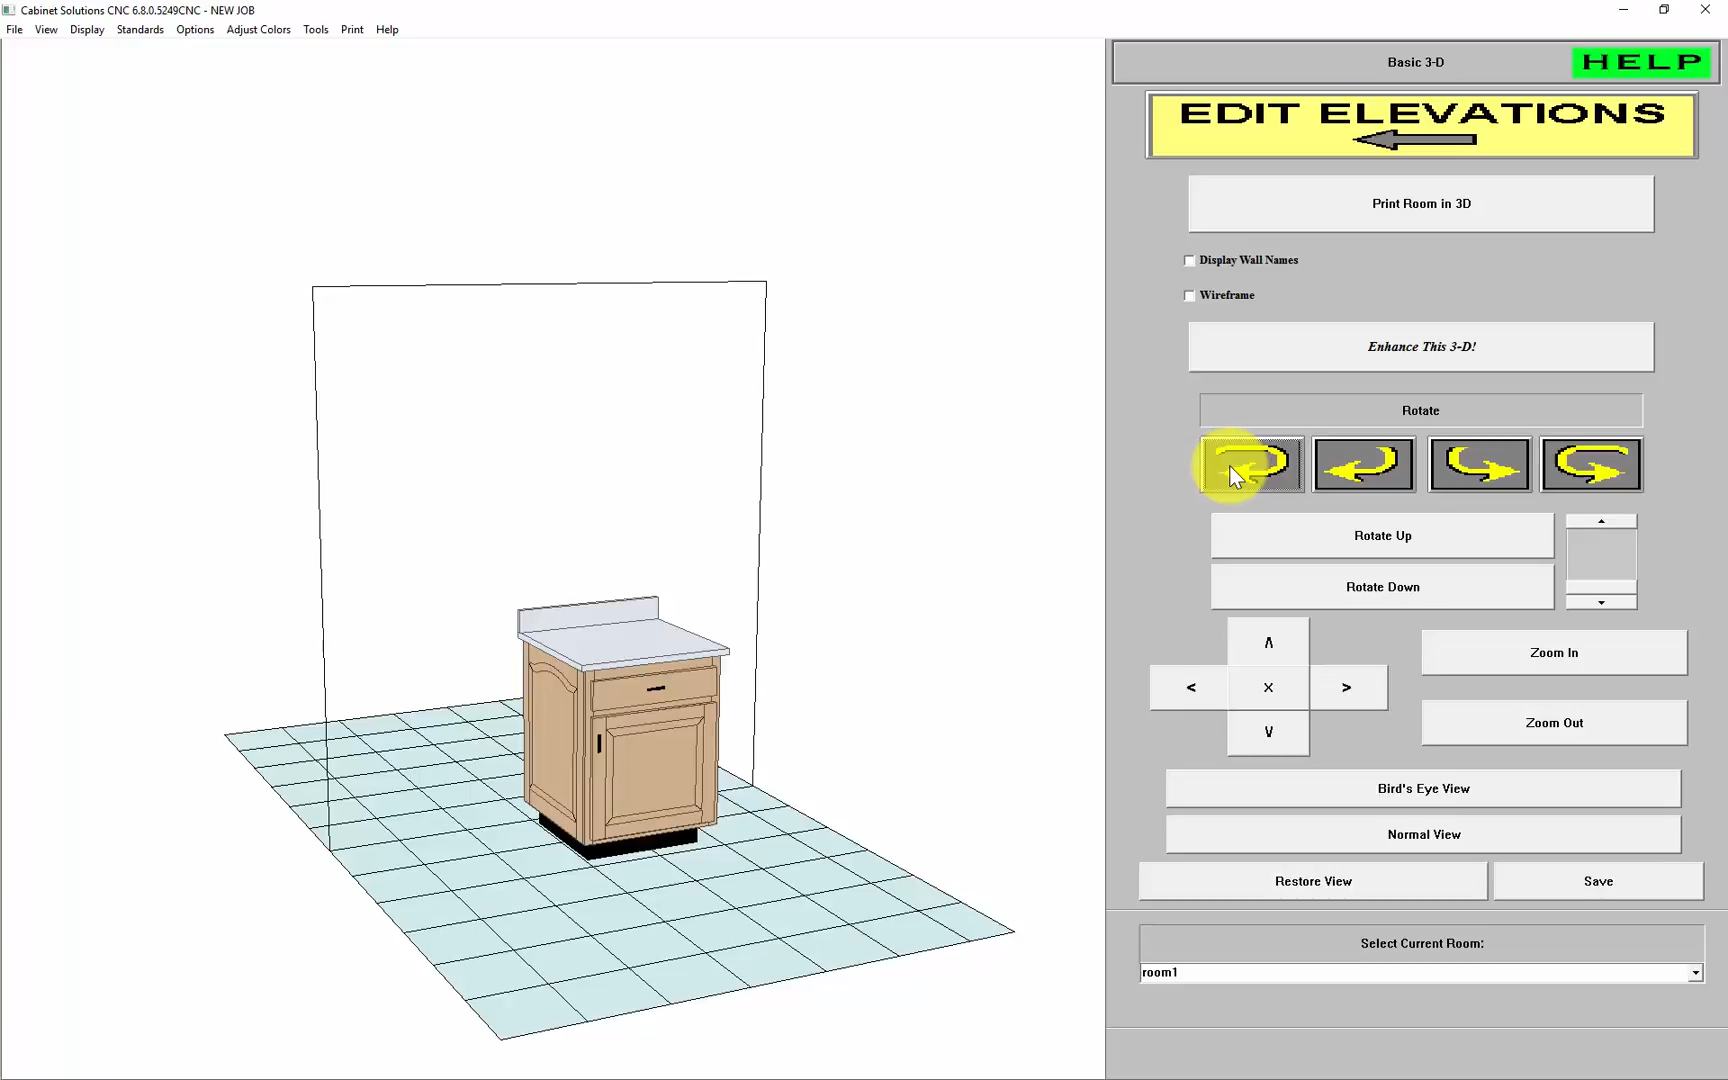 Cabinet Solutions CNC 6.8.0.5249CNC - NEW JOB
File View Display Standards Options Adjust Colors Tools Print Help
Basic 3-D
HELP
EDIT ELEVATIONS
Print Room in 3D
Display Wall Names
Wireframe
Enhance This 3-D!
Rotate
Rotate Up
Rotate Down
Λ
< x >
V
Zoom In
Zoom Out
Bird's Eye View
Normal View
Restore View
Save
Select Current Room:
room1